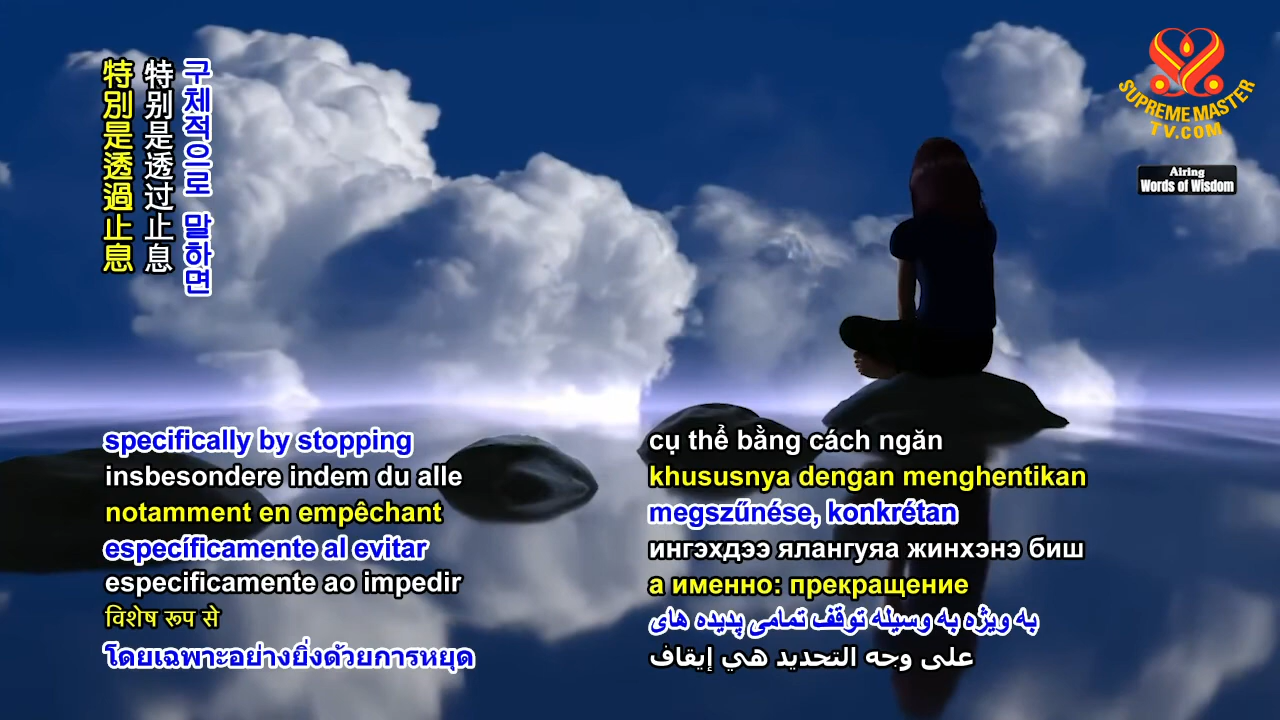 特別是透過止息
特别是透过止息
구체적으로 말하면
SUPREME MASTER
TV.COM
Airing
Words of Wisdom
specifically by stopping
insbesondere indem du alle
notamment en empêchant
específicamente al evitar
especificamente ao impedir
विशेष रूप से
โดยเฉพาะอย่างยิ่งด้วยการหยุด
cụ thể bằng cách ngăn
khususnya dengan menghentikan
megszűnése, konkrétan
ингэхдээ ялангуяа жинхэнэ биш
а именно: прекращение
به ویژه به وسیله توقف تمامی پدیده های
على وجه التحديد هي إيقاف